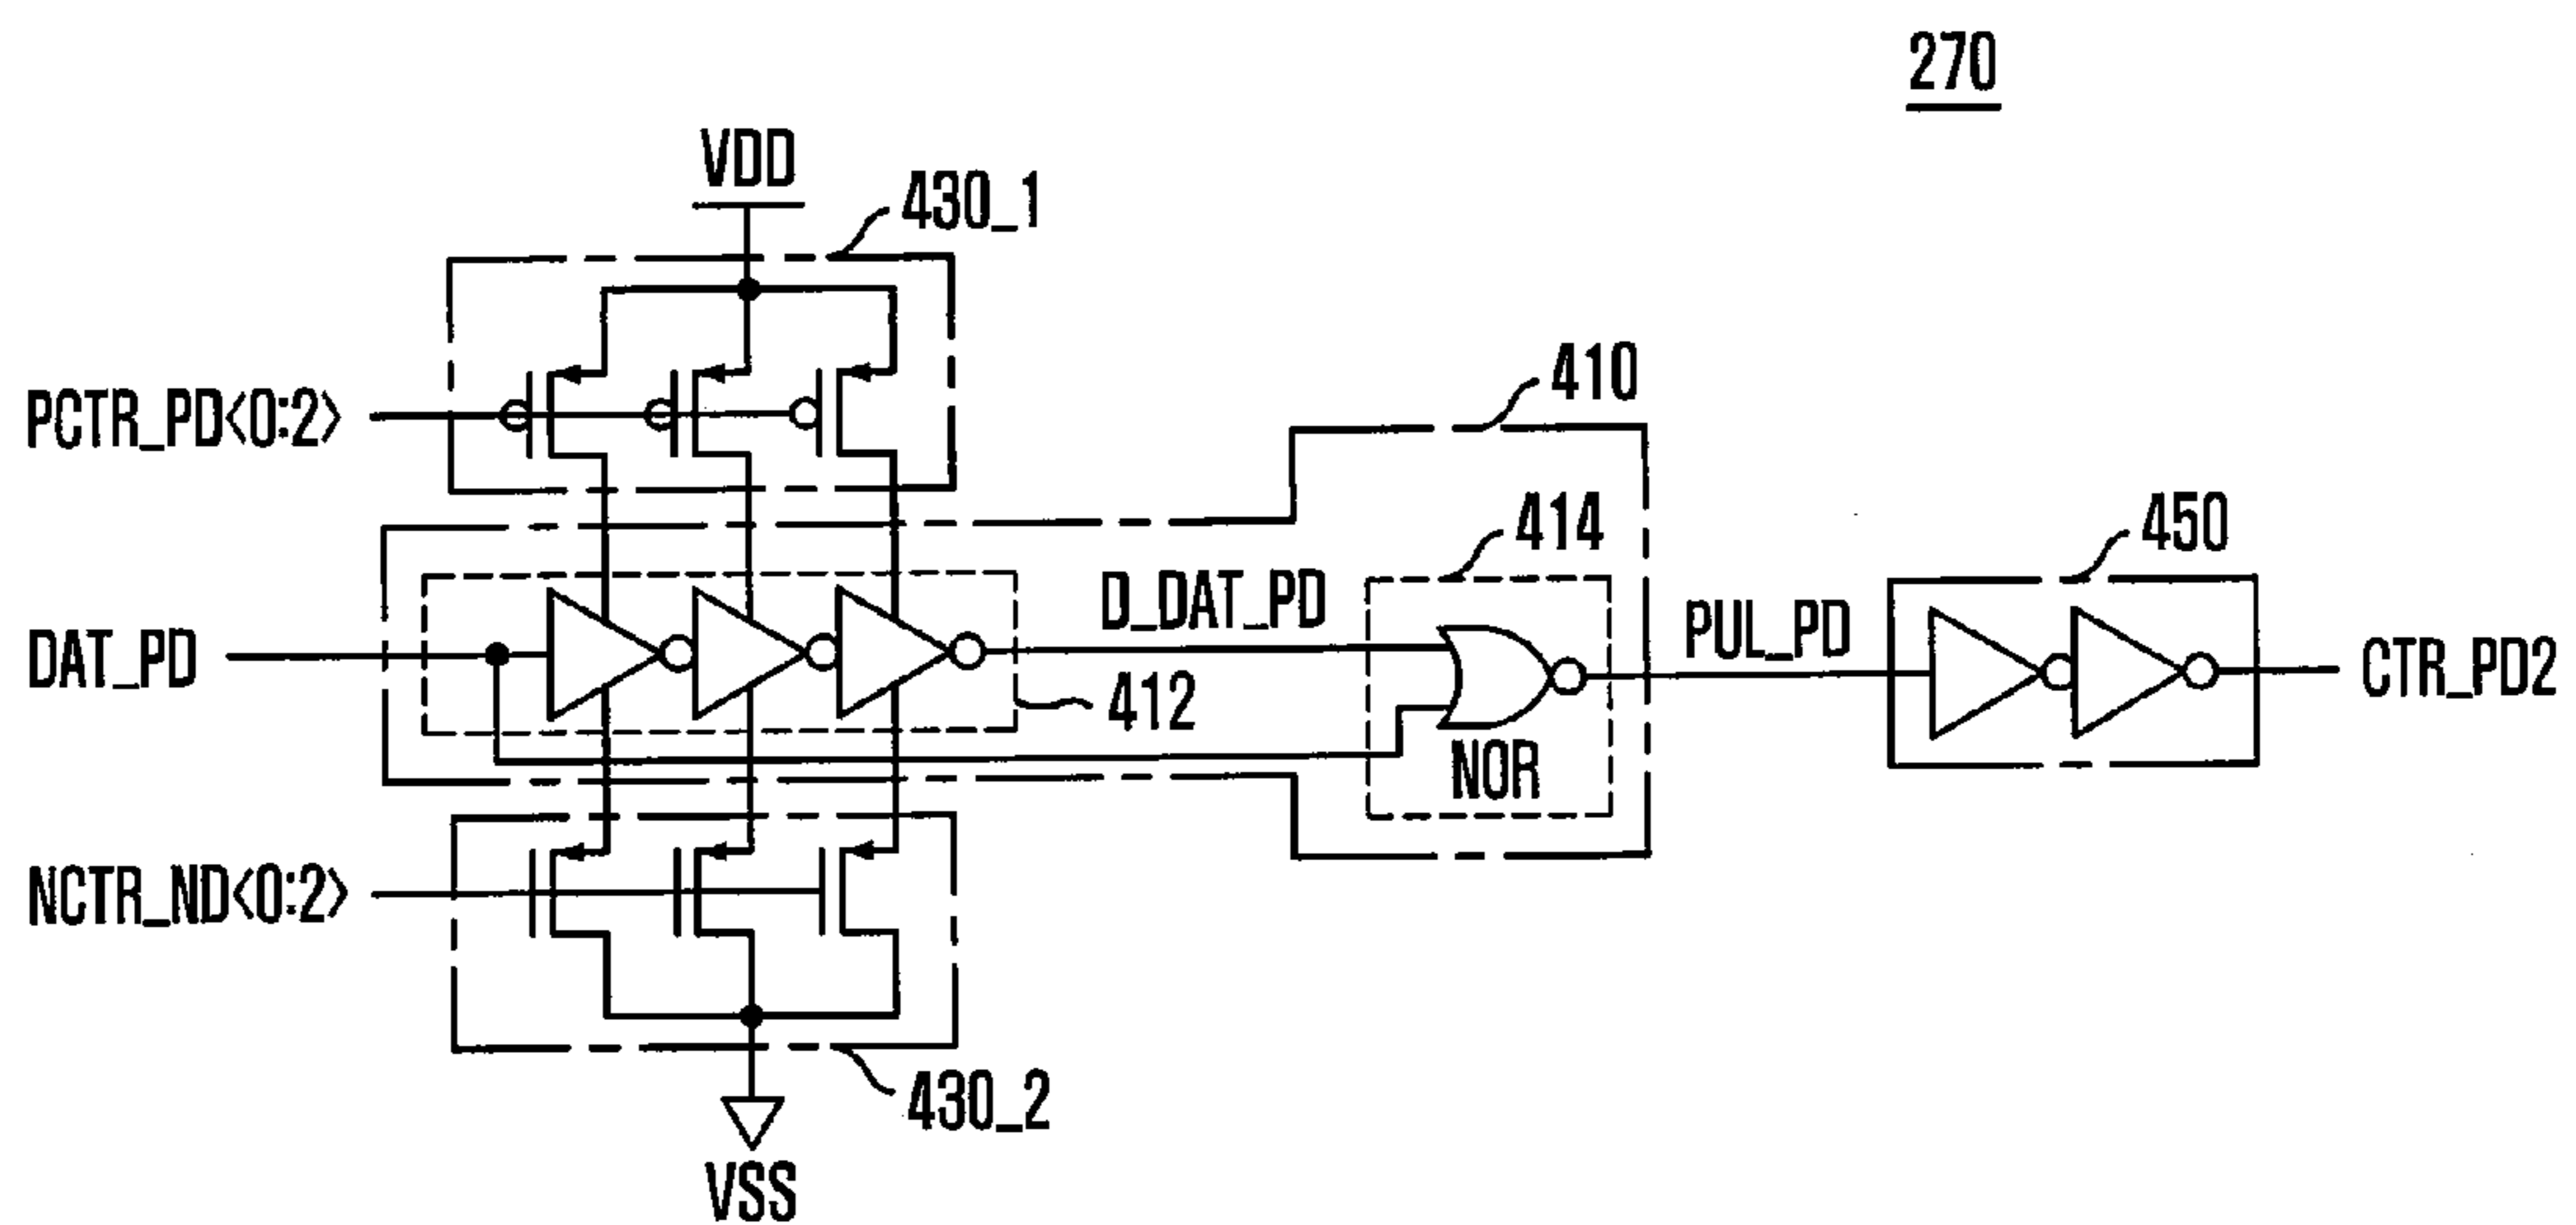 270
VDD
430_1
PCTR_PD<0:2>
410
414
450
D_DAT_PD
DAT_PD
PUL_PD
CTR_PD2
412
NOR
NCTR_ND<0:2>
430_2
VSS